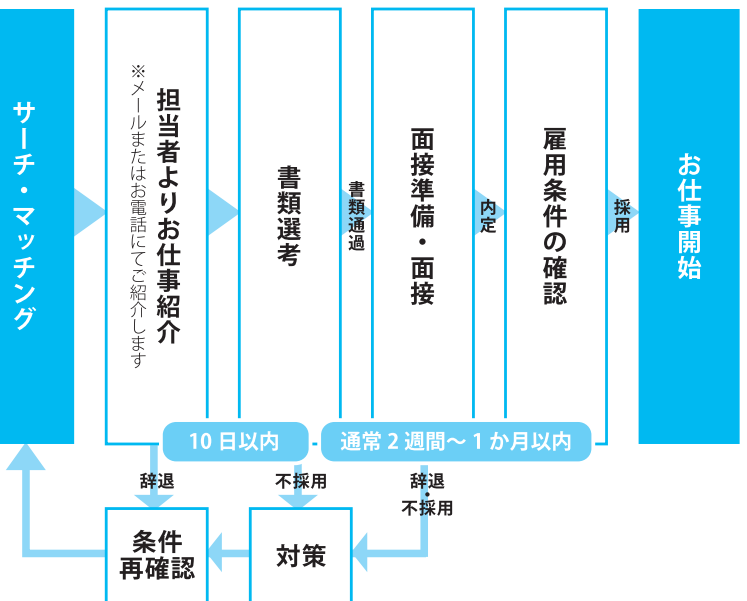 サーチ・マッチング
担当者よりお仕事紹介
※メールまたはお電話にてご紹介します
書類選考
書類通過
面接準備・面接
内定
雇用条件の確認
採用
お仕事開始
10日以内
通常2週間〜1か月以内
辞退
不採用
辞退・
不採用
条件
再確認
対策